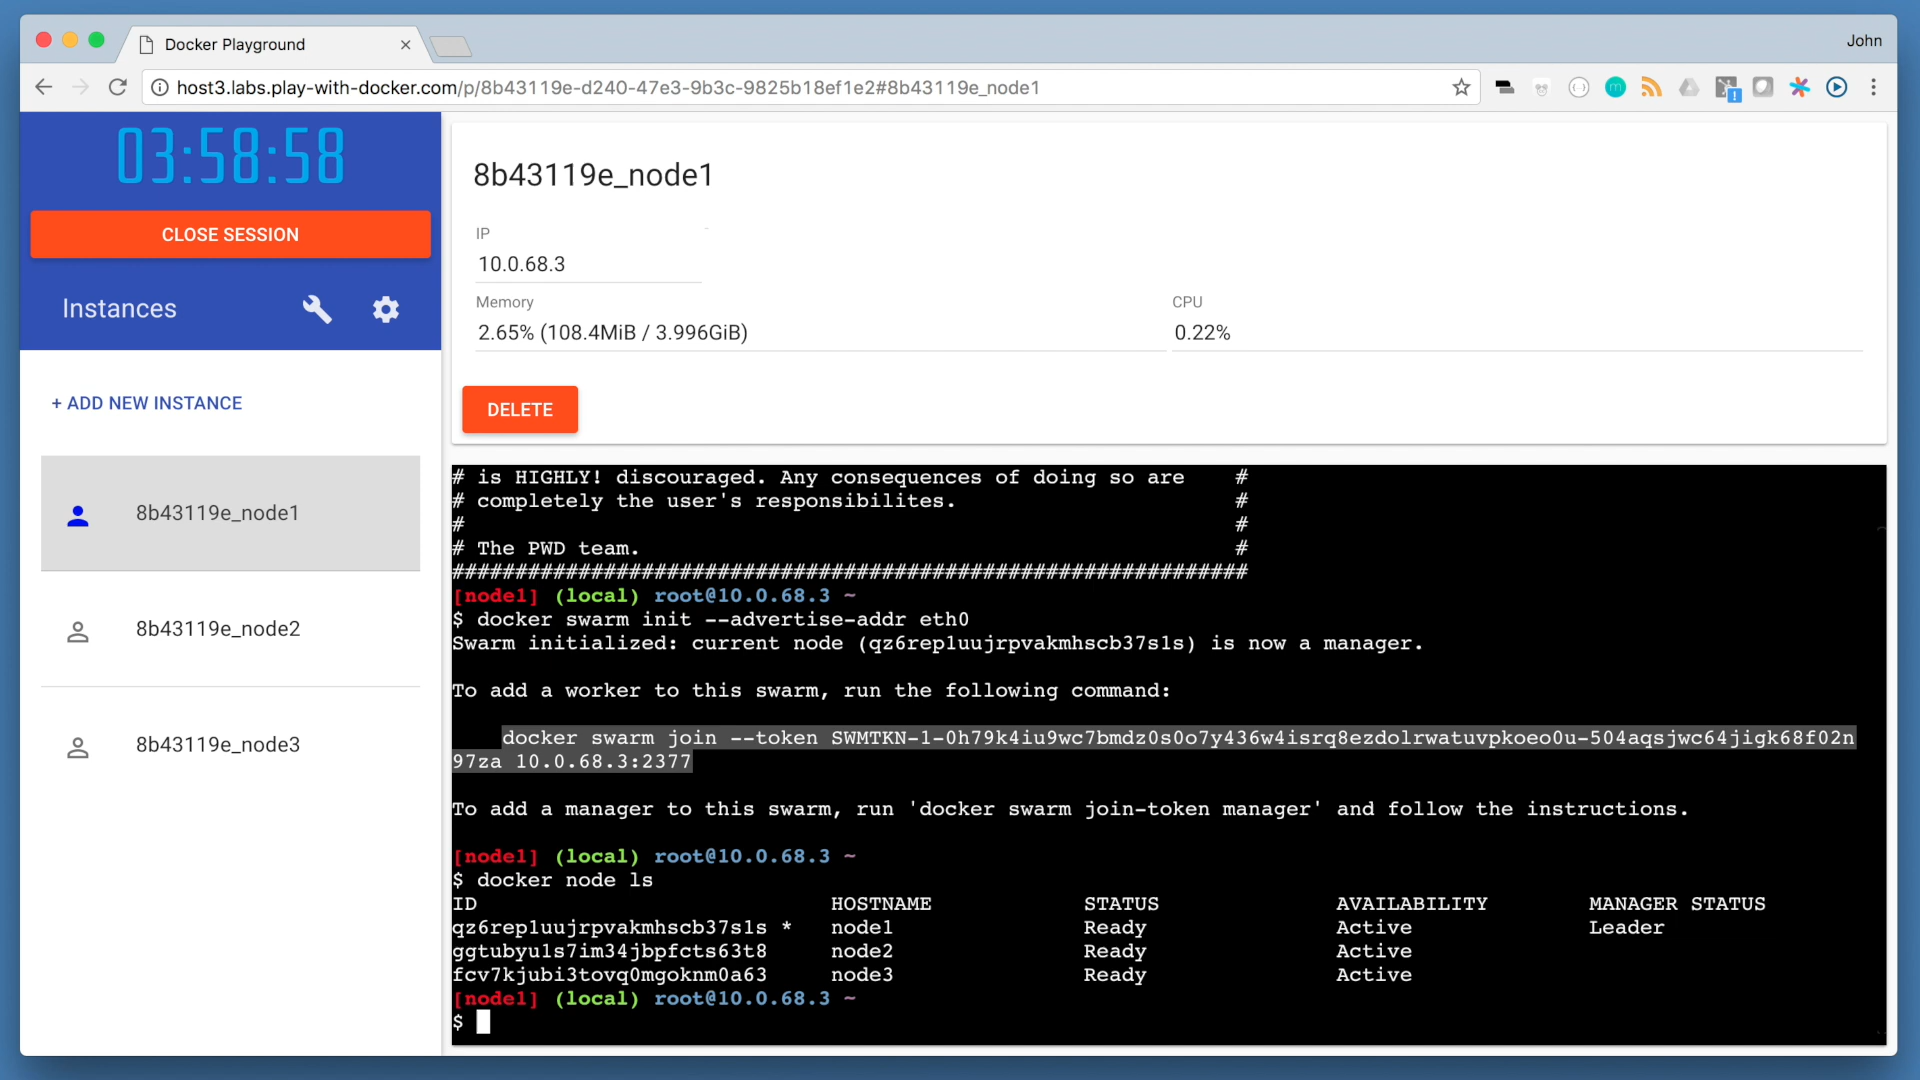 Docker Playground
John
host3.labs.play-with-docker.com/p/8b43119e-d240-47e3-9b3c-9825b18ef1e2#8b43119e_node1
03:58:58
CLOSE SESSION
Instances
+ ADD NEW INSTANCE
8b43119e_node1
8b43119e_node2
8b43119e_node3
8b43119e_node1
IP
10.0.68.3
Memory
2.65% (108.4MiB / 3.996GiB)
CPU
0.22%
DELETE
# is HIGHLY! discouraged. Any consequences of doing so are #
# completely the user's responsibilites. #
# #
# The PWD team. #
###############################################################
[node1] (local) root@10.0.68.3 ~
$ docker swarm init --advertise-addr eth0
Swarm initialized: current node (qz6rep1uujrpvakmhscb37s1s) is now a manager.
To add a worker to this swarm, run the following command:
docker swarm join --token SWMTKN-1-0h79k4iu9wc7bmdz0s0o7y436w4isrq8ezdolrwatuvpkoeo0u-504aqsjwc64jigk68f02n
97za 10.0.68.3:2377
To add a manager to this swarm, run 'docker swarm join-token manager' and follow the instructions.
[node1] (local) root@10.0.68.3 ~
$ docker node ls
ID HOSTNAME STATUS AVAILABILITY MANAGER STATUS
qz6rep1uujrpvakmhscb37s1s * node1 Ready Active Leader
ggtubyu1s7im34jbpfcts63t8 node2 Ready Active
fcv7kjubi3tovq0mgoknm0a63 node3 Ready Active
[node1] (local) root@10.0.68.3 ~
$